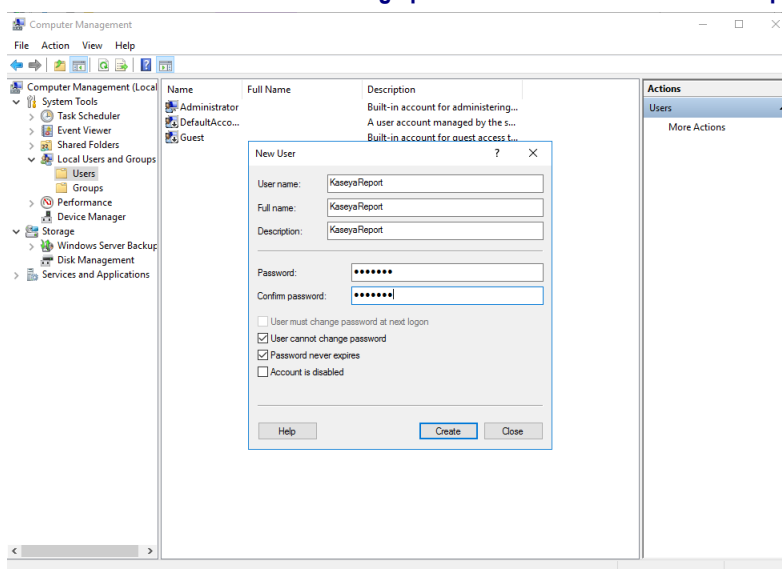 Computer Management
File Action View Help
Computer Management (Local
System Tools
Task Scheduler
Event Viewer
Shared Folders
Local Users and Groups
Users
Groups
Performance
Device Manager
Storage
Windows Server Backup
Disk Management
Services and Applications
Name Full Name Description
Administrator Built-in account for administering...
DefaultAcco... A user account managed by the s...
Guest Built-in account for guest access t...
New User ?
User name: KaseyaReport
Full name: KaseyaReport
Description: KaseyaReport
Password: •••••••
Confirm password: •••••••
User must change password at next logon
User cannot change password
Password never expires
Account is disabled
Help Create Close
Actions
Users
More Actions